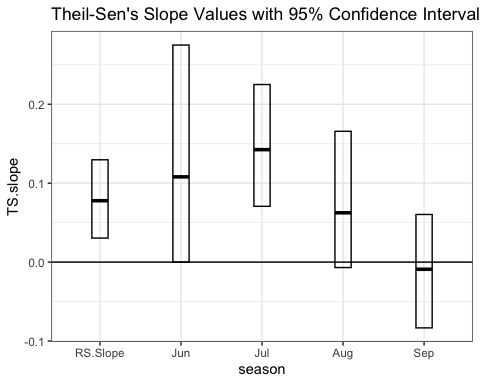 Theil-Sen's Slope Values with 95% Confidence Interval
TS.slope
0.2
0.1
0.0
-0.1
RS.Slope Jun Jul Aug Sep
season